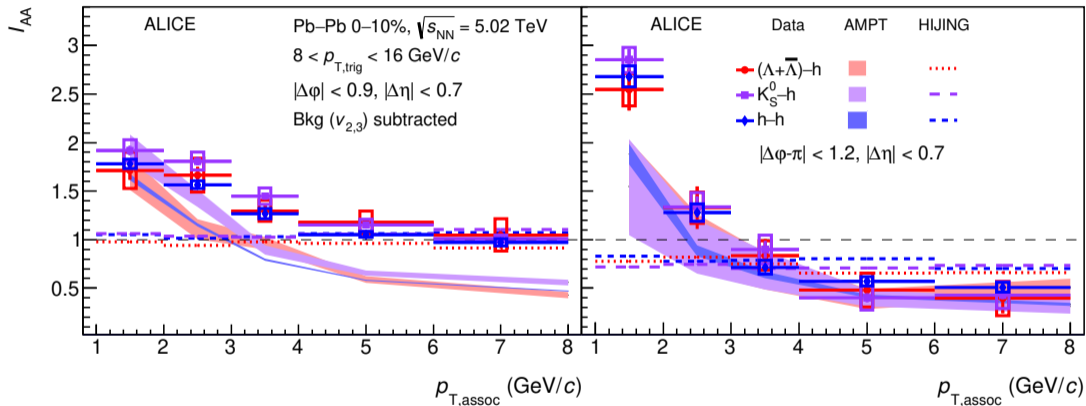 I_AA
ALICE
Pb–Pb 0–10%, √s_NN = 5.02 TeV
8 < p_T,trig < 16 GeV/c
|Δφ| < 0.9, |Δη| < 0.7
Bkg (v_2,3) subtracted
3
2.5
2
1.5
1
0.5
1 2 3 4 5 6 7 8
p_T,assoc (GeV/c)
ALICE Data AMPT HIJING
(Λ+Λ̅)–h
K⁰_S–h
h–h
|Δφ-π| < 1.2, |Δη| < 0.7
1 2 3 4 5 6 7 8
p_T,assoc (GeV/c)